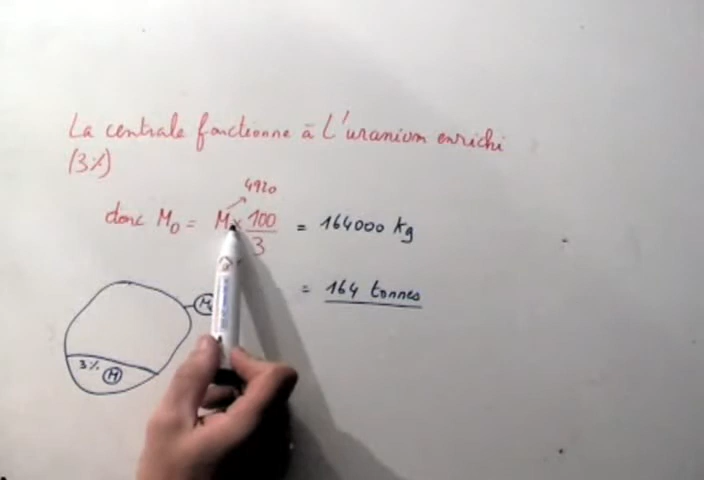 La centrale fonctionne à L'uranium enrichi
(3%)
4920
donc M₀ = M x 100/3 = 164000 kg
= 164 tonnes
3% M